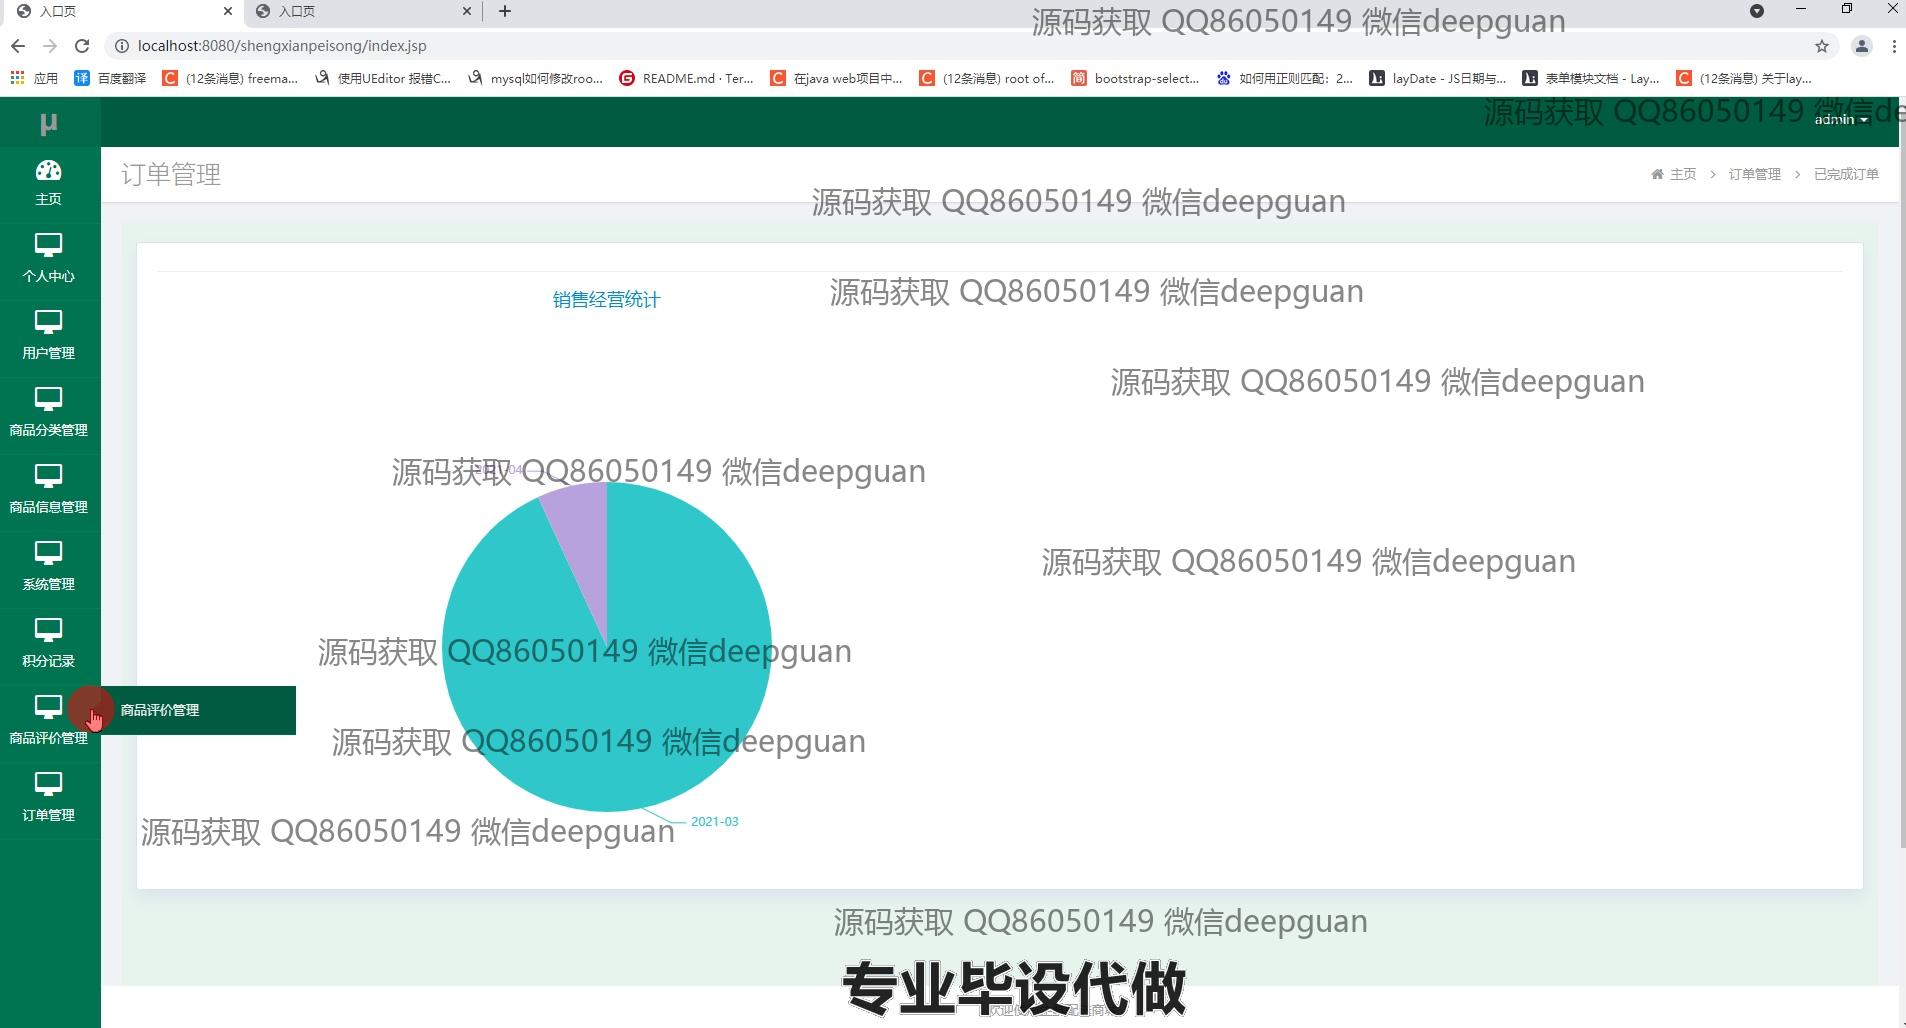 入口页
入口页
源码获取 QQ86050149 微信deepguan
localhost:8080/shengxianpeisong/index.jsp
应用
百度翻译
(12条消息) freema...
使用UEditor 报错C...
mysql如何修改roo...
README.md · Ter...
在java web项目中...
(12条消息) root of...
bootstrap-select...
如何用正则匹配：2...
layDate - JS日期与...
表单模块文档 - Lay...
(12条消息) 关于lay...
μ
源码获取 QQ86050149 微信de
admin
订单管理
主页 > 订单管理 > 已完成订单
主页
源码获取 QQ86050149 微信deepguan
个人中心
销售经营统计
源码获取 QQ86050149 微信deepguan
用户管理
源码获取 QQ86050149 微信deepguan
商品分类管理
2021-04
源码获取 QQ86050149 微信deepguan
商品信息管理
源码获取 QQ86050149 微信deepguan
系统管理
源码获取 QQ86050149 微信deepguan
积分记录
商品评价管理
商品评价管理
源码获取 QQ86050149 微信deepguan
订单管理
2021-03
源码获取 QQ86050149 微信deepguan
源码获取 QQ86050149 微信deepguan
专业毕设代做